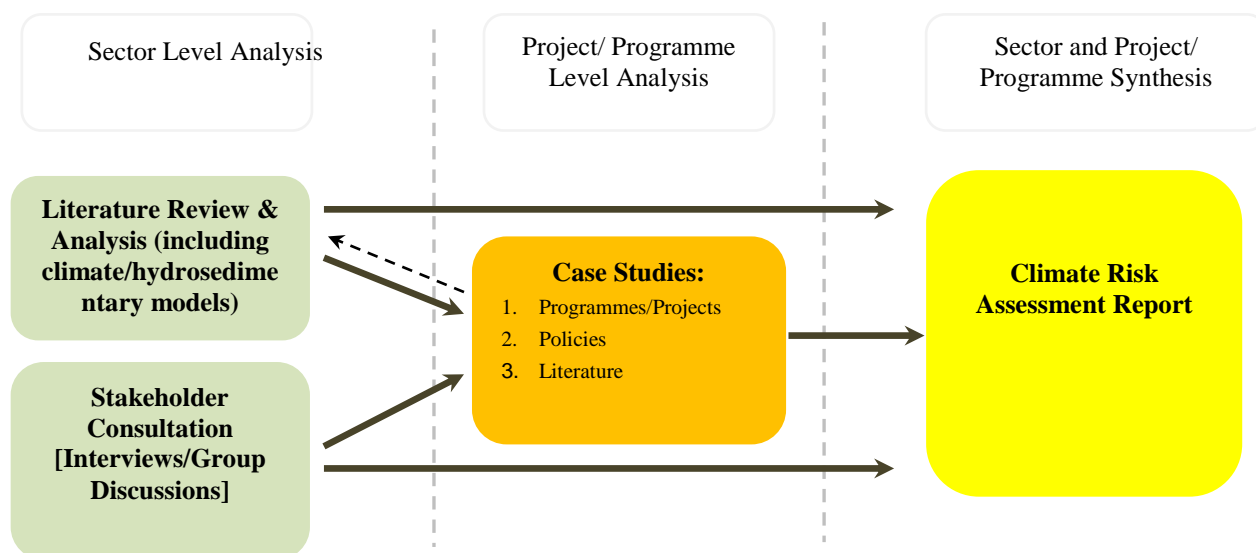 Sector Level Analysis
Project/ Programme
Level Analysis
Sector and Project/
Programme Synthesis
Literature Review &
Analysis (including
climate/hydrosedime
ntary models)
Stakeholder
Consultation
[Interviews/Group
Discussions]
Case Studies:
1. Programmes/Projects
2. Policies
3. Literature
Climate Risk
Assessment Report